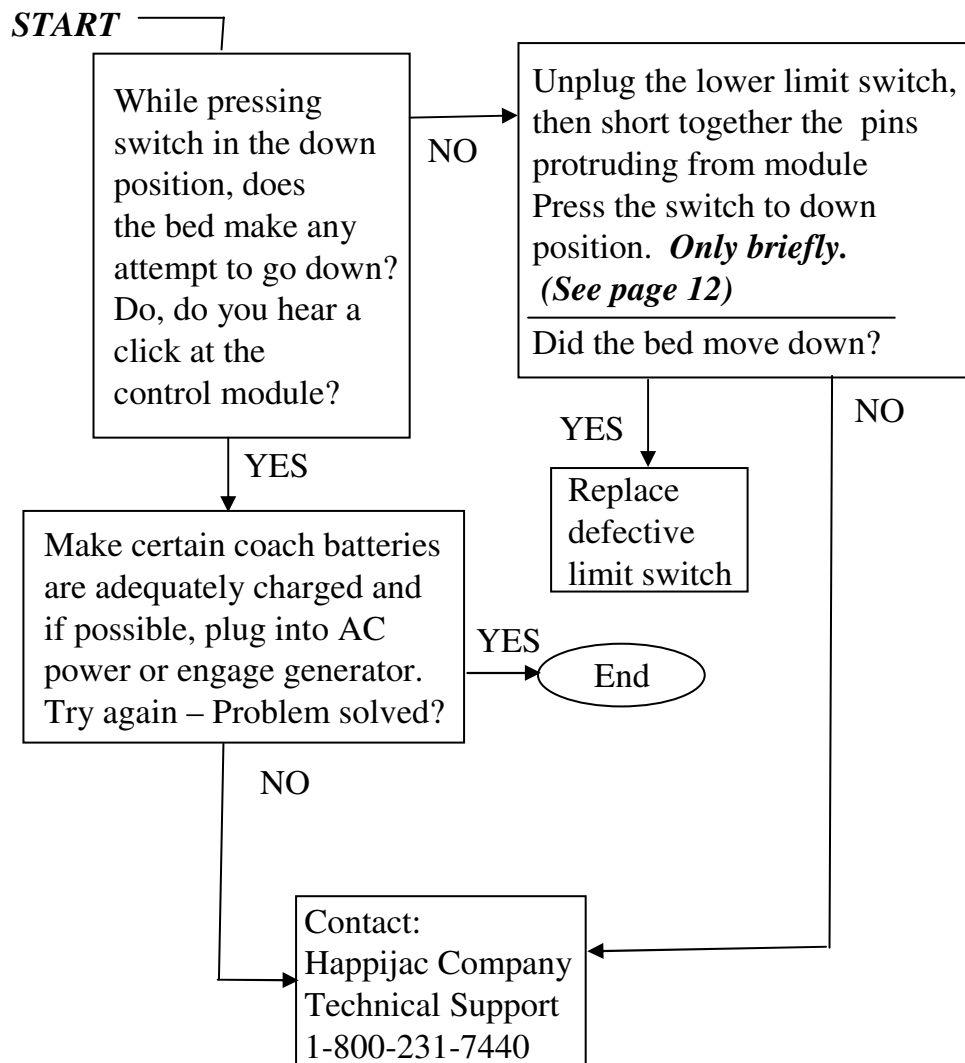 START
While pressing
switch in the down
position, does
the bed make any
attempt to go down?
Do, do you hear a
click at the
control module?
NO
Unplug the lower limit switch,
then short together the pins
protruding from module
Press the switch to down
position. Only briefly.
(See page 12)
Did the bed move down?
YES
NO
YES
Replace
defective
limit switch
Make certain coach batteries
are adequately charged and
if possible, plug into AC
power or engage generator.
Try again – Problem solved?
YES
End
NO
Contact:
Happijac Company
Technical Support
1-800-231-7440